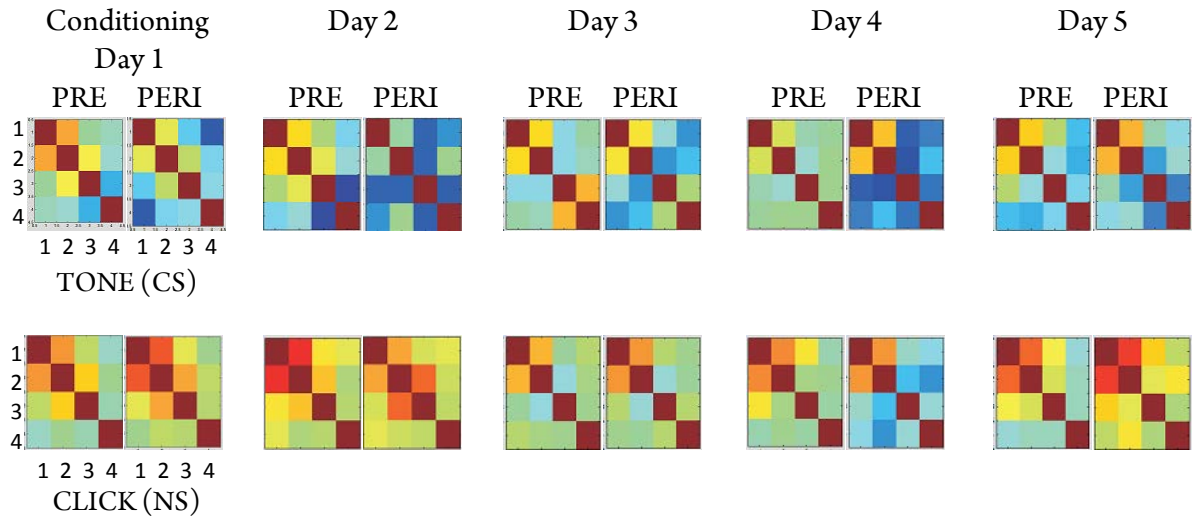 Conditioning
Day 1
Day 2
Day 3
Day 4
Day 5
PRE PERI
PRE PERI
PRE PERI
PRE PERI
PRE PERI
1
2
3
4
1 2 3 4
1 2 3 4
TONE (CS)
1
2
3
4
1 2 3 4
1 2 3 4
CLICK (NS)